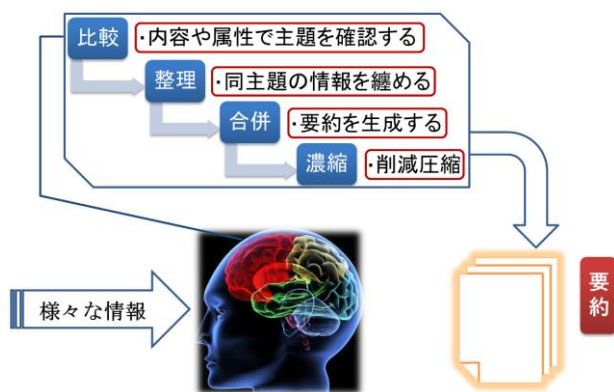 比較
・内容や属性で主題を確認する
整理
・同主題の情報を纏める
合併
・要約を生成する
濃縮
・削減圧縮
様々な情報
要約